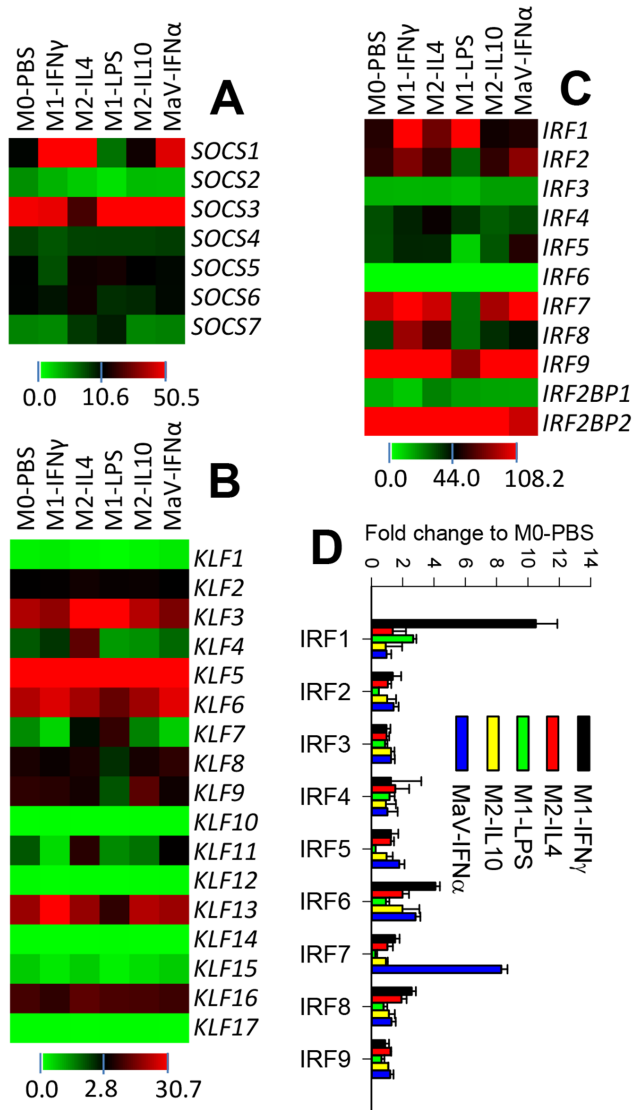 A
M0-PBS
M1-IFNγ
M2-IL4
M1-LPS
M2-IL10
MaV-IFNα
SOCS1
SOCS2
SOCS3
SOCS4
SOCS5
SOCS6
SOCS7
0.0 10.6 50.5
B
M0-PBS
M1-IFNγ
M2-IL4
M1-LPS
M2-IL10
MaV-IFNα
KLF1
KLF2
KLF3
KLF4
KLF5
KLF6
KLF7
KLF8
KLF9
KLF10
KLF11
KLF12
KLF13
KLF14
KLF15
KLF16
KLF17
0.0 2.8 30.7
C
M0-PBS
M1-IFNγ
M2-IL4
M1-LPS
M2-IL10
MaV-IFNα
IRF1
IRF2
IRF3
IRF4
IRF5
IRF6
IRF7
IRF8
IRF9
IRF2BP1
IRF2BP2
0.0 44.0 108.2
D
Fold change to M0-PBS
0 2 4 6 8 10 12 14
IRF1
IRF2
IRF3
IRF4
IRF5
IRF6
IRF7
IRF8
IRF9
MaV-IFNα
M2-IL10
M1-LPS
M2-IL4
M1-IFNγ